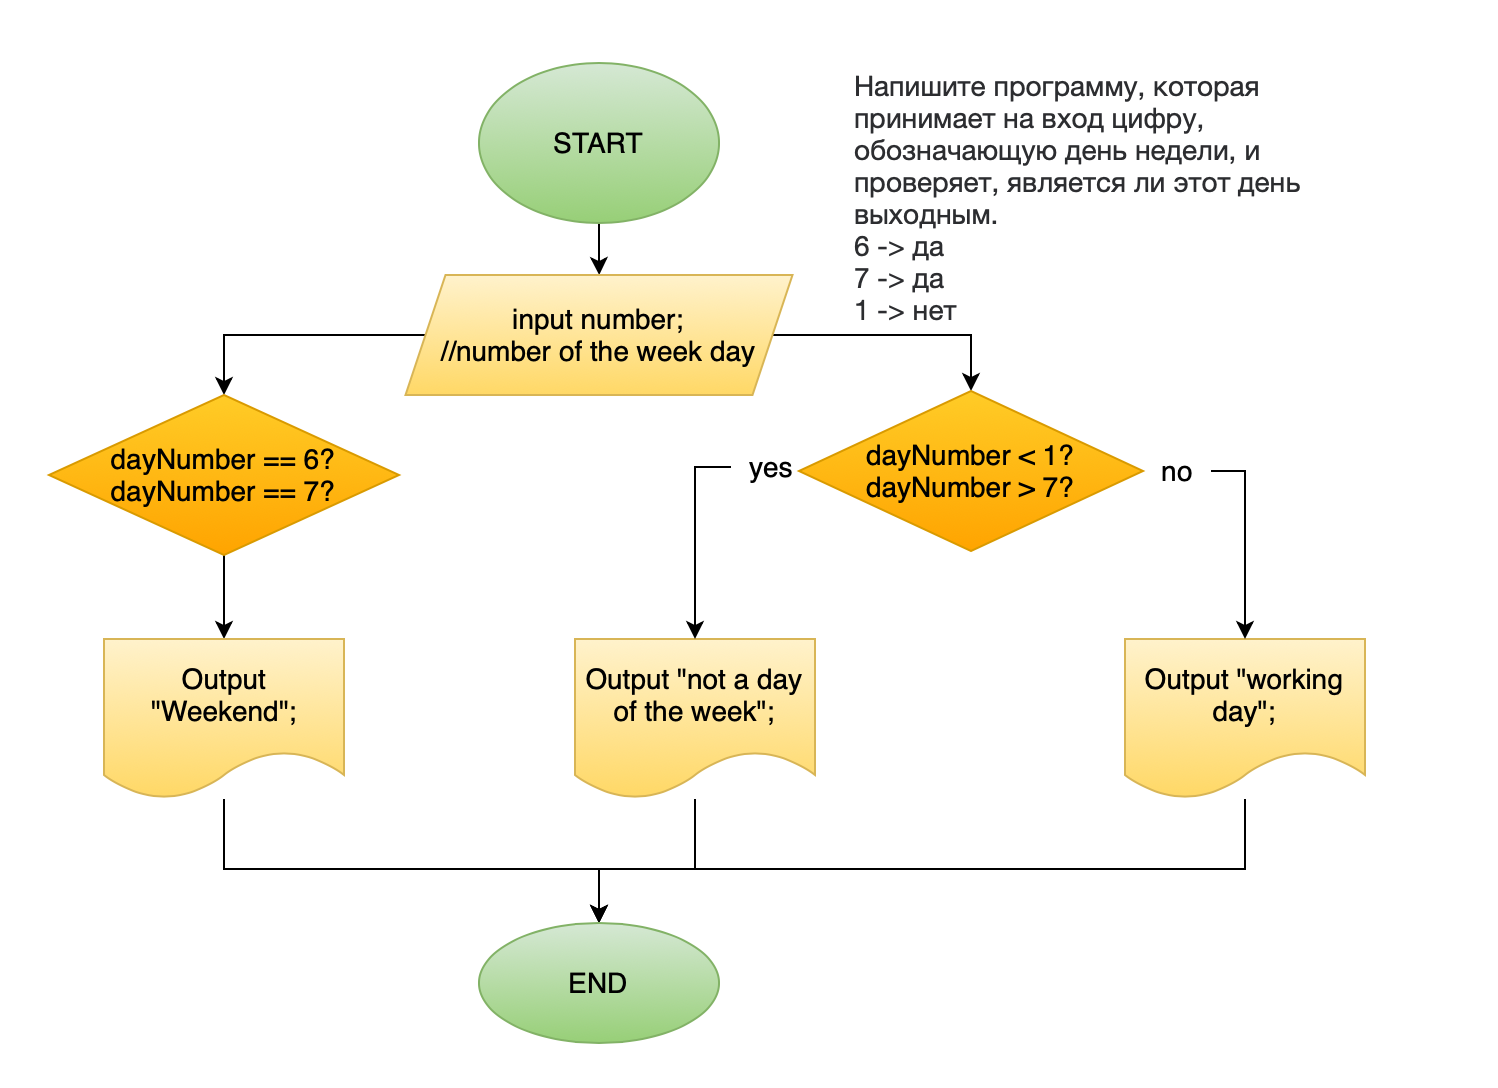 START
Напишите программу, которая
принимает на вход цифру,
обозначающую день недели, и
проверяет, является ли этот день
выходным.
6 -> да
7 -> да
1 -> нет
input number;
//number of the week day
dayNumber == 6?
dayNumber == 7?
yes
dayNumber < 1?
dayNumber > 7?
no
Output
"Weekend";
Output "not a day
of the week";
Output "working
day";
END